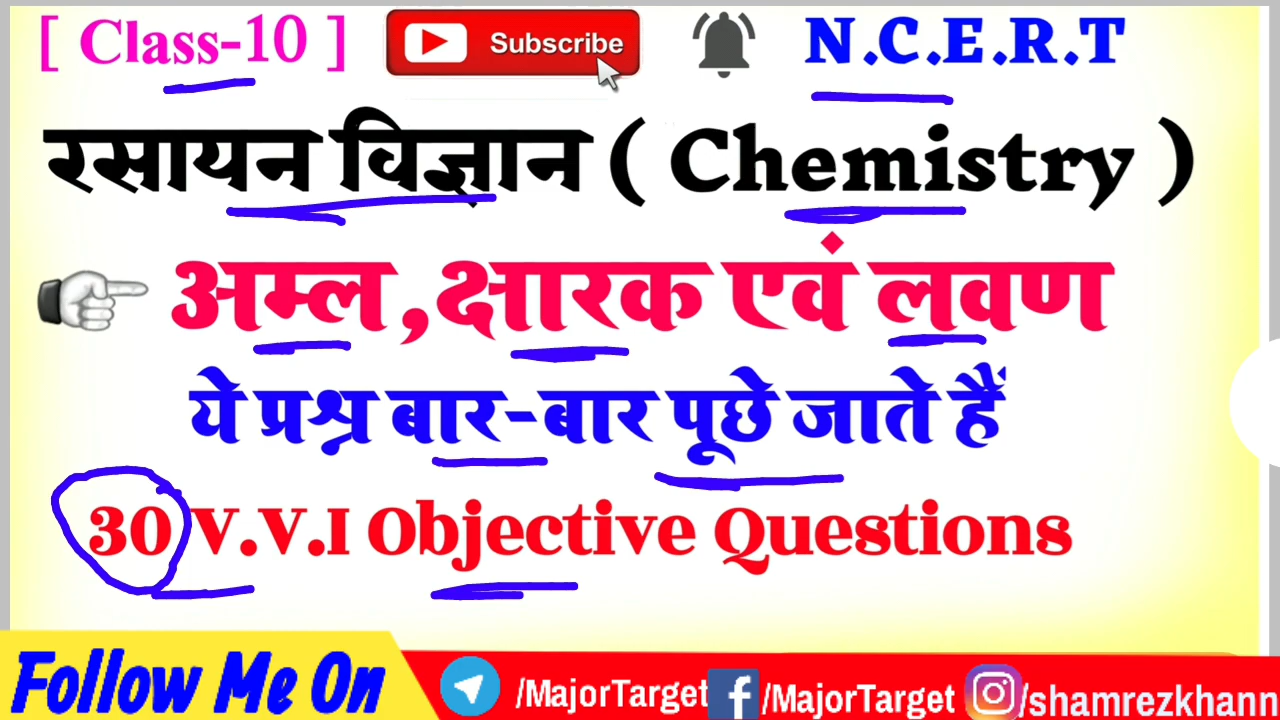 [ Class-10 ] Subscribe N.C.E.R.T
रसायन विज्ञान ( Chemistry )
अम्ल ,क्षारक एवं लवण
ये प्रश्न बार-बार पूछे जाते हैं
30 V.V.I Objective Questions
Follow Me On /MajorTarget /MajorTarget /shamrezkhann